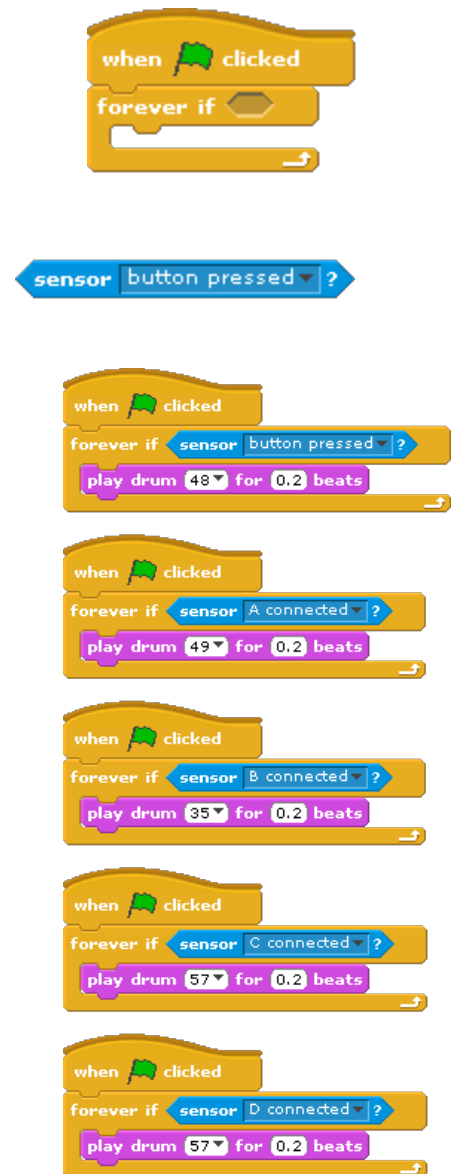 when clicked
forever if
sensor button pressed ?
when clicked
forever if sensor button pressed ?
play drum 48 for 0.2 beats
when clicked
forever if sensor A connected ?
play drum 49 for 0.2 beats
when clicked
forever if sensor B connected ?
play drum 35 for 0.2 beats
when clicked
forever if sensor C connected ?
play drum 57 for 0.2 beats
when clicked
forever if sensor D connected ?
play drum 57 for 0.2 beats